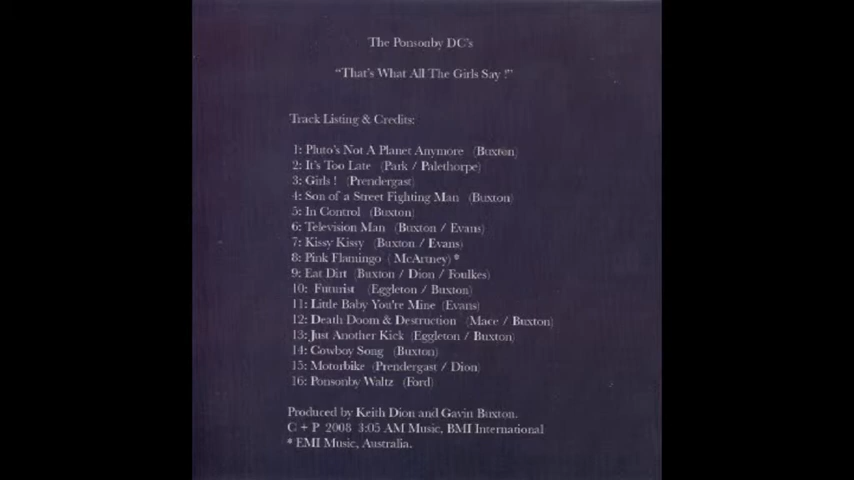 The Ponsonby DC's
"That's What All The Girls Say !"
Track Listing & Credits:
1: Pluto's Not A Planet Anymore (Buxton)
2: It's Too Late (Park / Palethorpe)
3: Girls ! (Prendergast)
4: Son of a Street Fighting Man (Buxton)
5: In Control (Buxton)
6: Television Man (Buxton / Evans)
7: Kissy Kissy (Buxton / Evans)
8: Pink Flamingo ( McArtney) *
9: Eat Dirt (Buxton / Dion / Foulkes)
10: Futurist (Eggleton / Buxton)
11: Little Baby You're Mine (Evans)
12: Death Doom & Destruction (Mace / Buxton)
13: Just Another Kick (Eggleton / Buxton)
14: Cowboy Song (Buxton)
15: Motorbike (Prendergast / Dion)
16: Ponsonby Waltz (Ford)
Produced by Keith Dion and Gavin Buxton.
C + P 2008 3:05 AM Music, BMI International
* EMI Music, Australia.